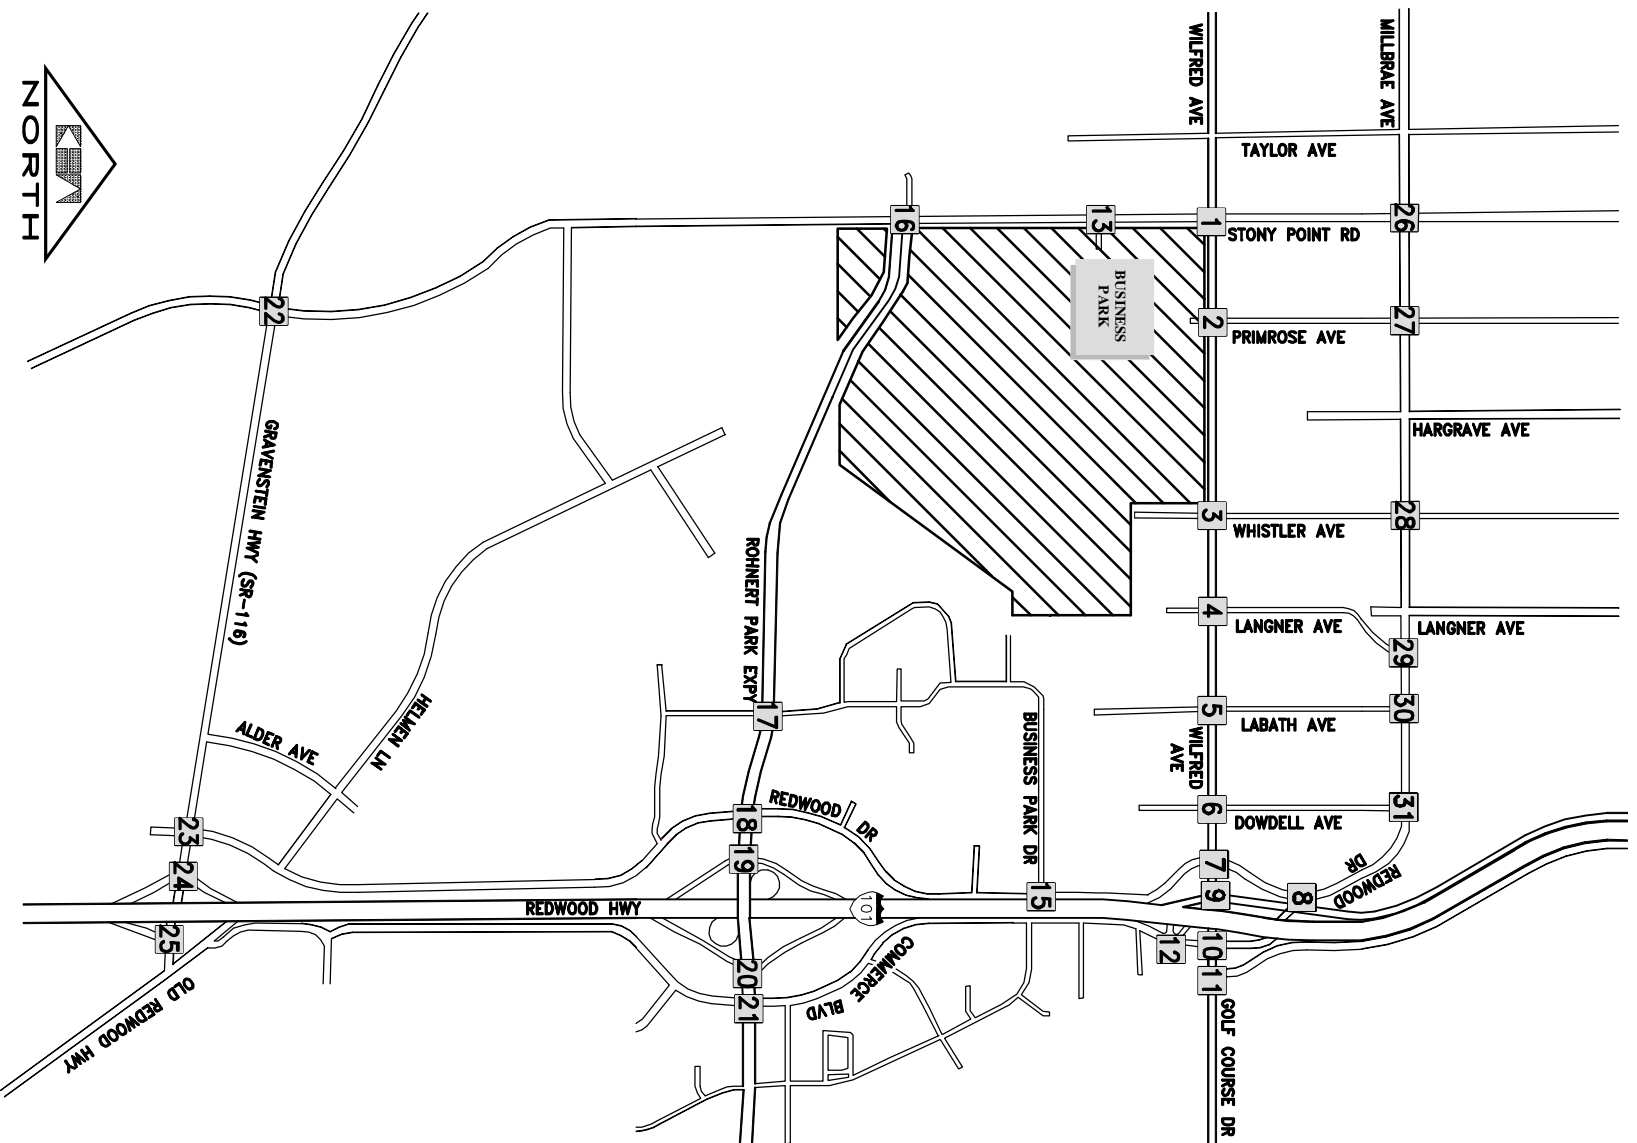 WILFRED AVE
MILLBRAE AVE
TAYLOR AVE
16
13
1
STONY POINT RD
26
BUSINESS
PARK
22
2
PRIMROSE AVE
27
HARGRAVE AVE
GRAVENSTEIN HWY (SR-116)
3
WHISTLER AVE
28
ROHNERT PARK EXPY
4
LANGNER AVE
LANGNER AVE
29
17
5
LABATH AVE
30
HELMEN LN
ALDER AVE
BUSINESS PARK DR
WILFRED
AVE
REDWOOD DR
6
DOWDELL AVE
31
18
23
19
24
7
REDWOOD
DR
8
9
15
REDWOOD HWY
101
25
12
10
11
COMMERCE
BLVD
20
21
OLD REDWOOD HWY
GOLF COURSE DR
NORTH